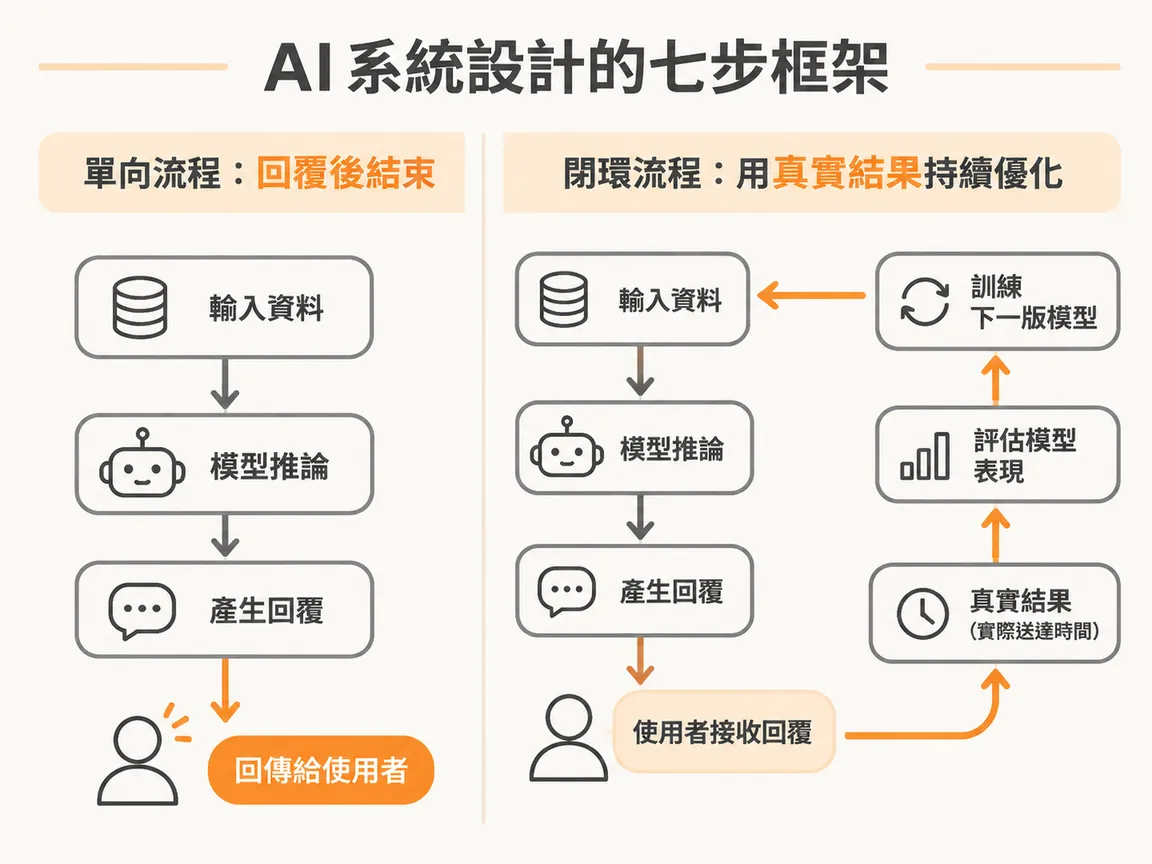 AI 系統設計的七步框架
單向流程：回覆後結束
輸入資料
模型推論
產生回覆
回傳給使用者
閉環流程：用真實結果持續優化
輸入資料
模型推論
產生回覆
使用者接收回覆
真實結果
（實際送達時間）
評估模型
表現
訓練
下一版模型